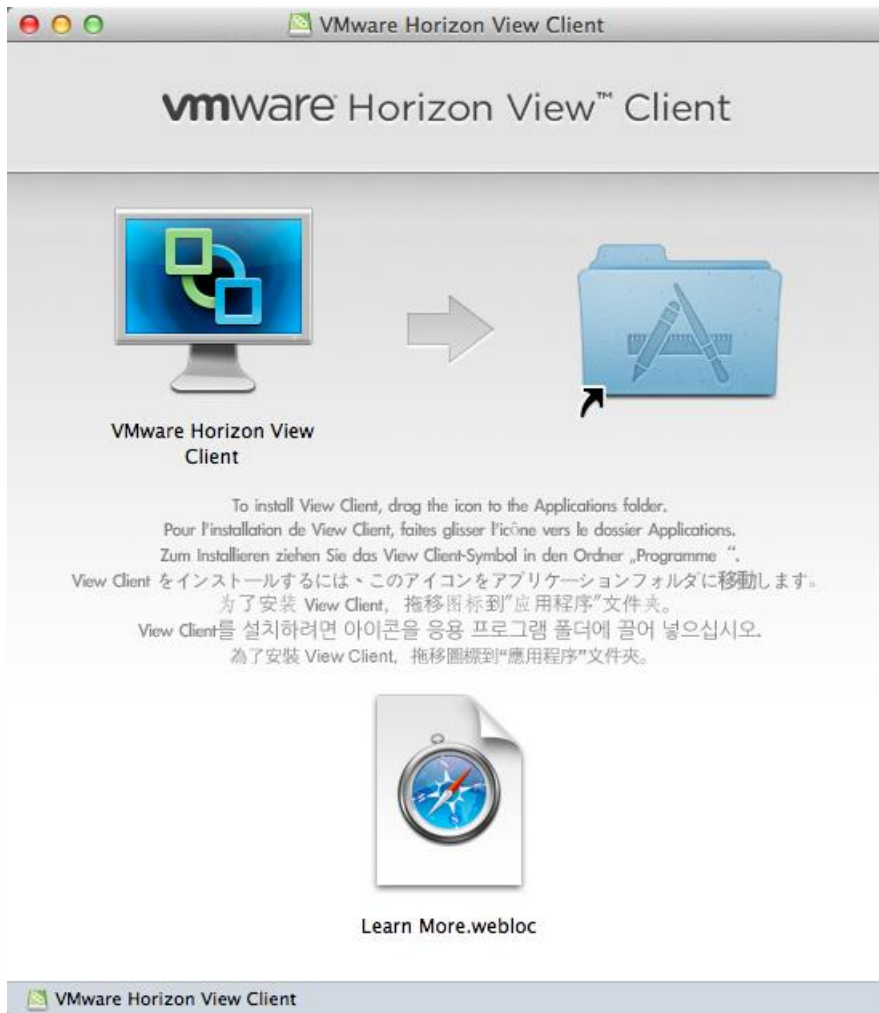 VMware Horizon View Client
vmware Horizon View™ Client
VMware Horizon View
Client
To install View Client, drag the icon to the Applications folder.
Pour l'installation de View Client, faites glisser l'icône vers le dossier Applications.
Zum Installieren ziehen Sie das View Client-Symbol in den Ordner „Programme “.
View Client をインストールするには、このアイコンをアプリケーションフォルダに移動します。
为了安装 View Client, 拖移图标到"应用程序"文件夹。
View Client를 설치하려면 아이콘을 응용 프로그램 폴더에 끌어 넣으십시오.
為了安裝 View Client, 拖移圖標到“應用程序”文件夾。
Learn More.webloc
VMware Horizon View Client